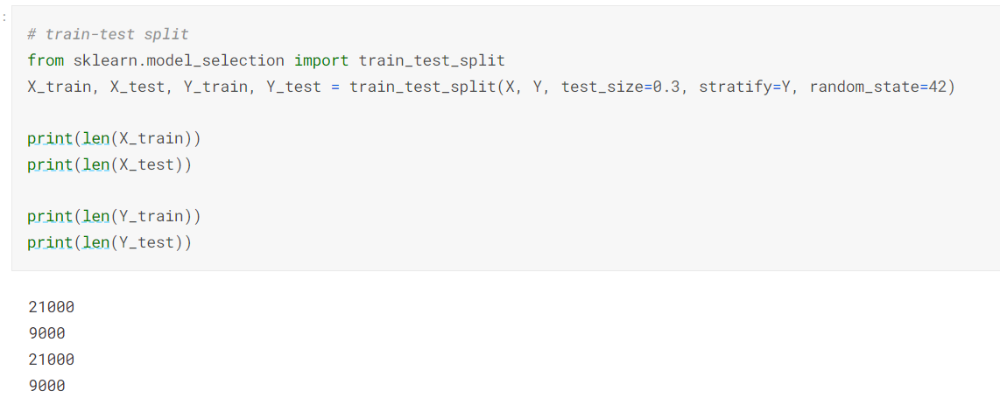 :
# train-test split
from sklearn.model_selection import train_test_split
X_train, X_test, Y_train, Y_test = train_test_split(X, Y, test_size=0.3, stratify=Y, random_state=42)
print(len(X_train))
print(len(X_test))
print(len(Y_train))
print(len(Y_test))
21000
9000
21000
9000